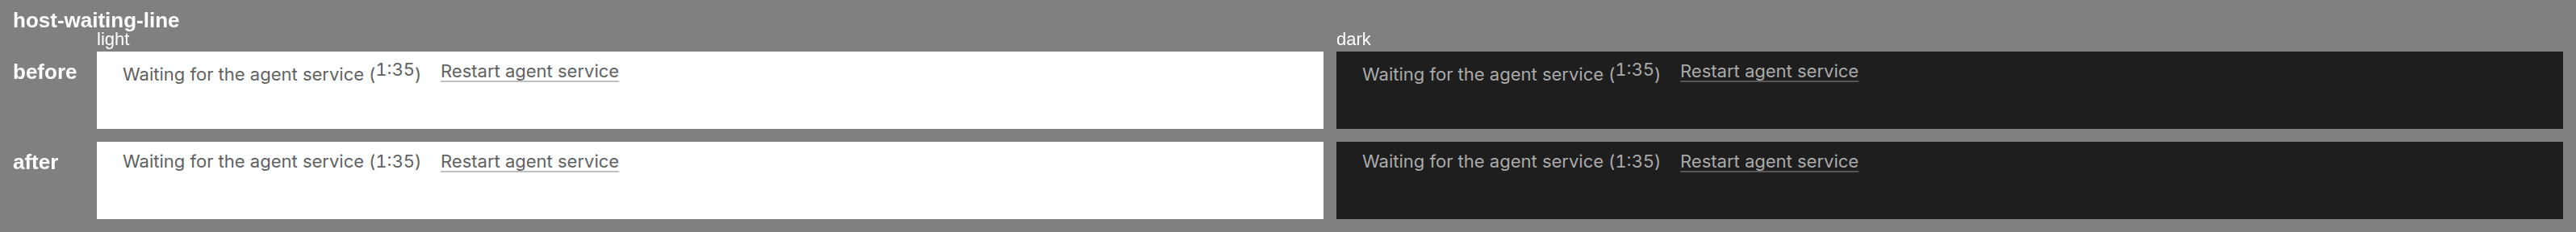 host-waiting-line
light dark
before Waiting for the agent service (1:35) Restart agent service Waiting for the agent service (1:35) Restart agent service
after Waiting for the agent service (1:35) Restart agent service Waiting for the agent service (1:35) Restart agent service